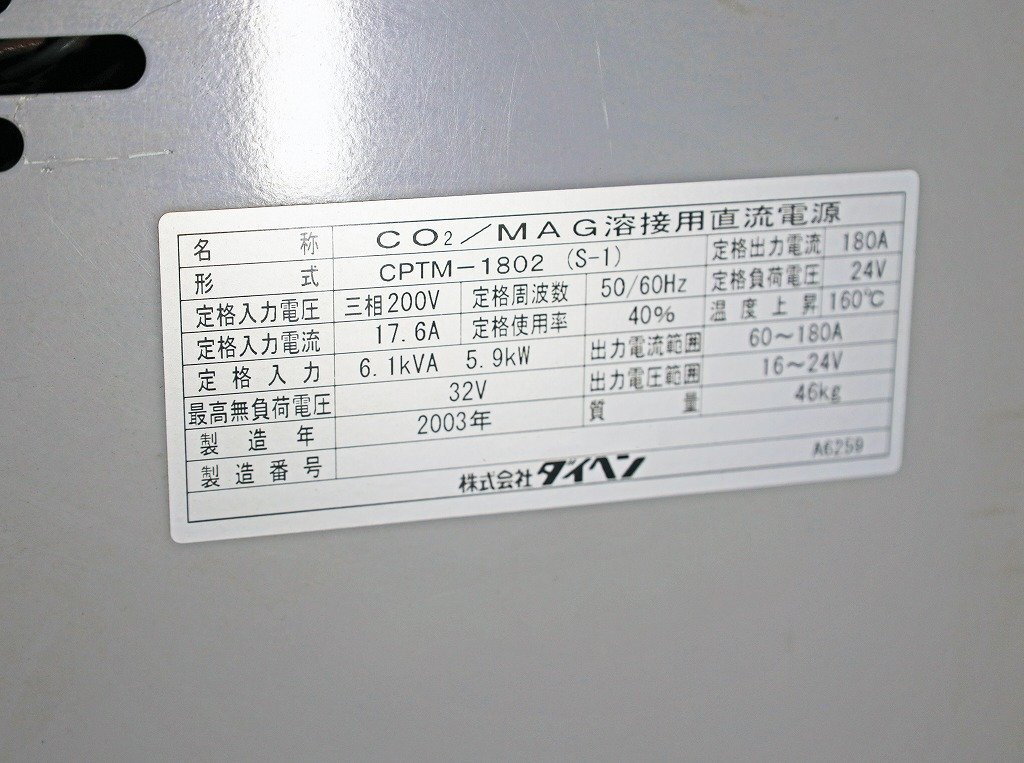 名称 CO₂／MAG溶接用直流電源
形式 CPTM－1802 (S-1) 定格出力電流 180A
定格入力電圧 三相200V 定格周波数 50/60Hz 定格負荷電圧 24V
定格入力電流 17.6A 定格使用率 40% 温度上昇 160℃
定格入力 6.1kVA 5.9kW 出力電流範囲 60～180A
最高無負荷電圧 32V 出力電圧範囲 16～24V
製造年 2003年 質量 46kg
製造番号
株式会社ダイヘン A6259